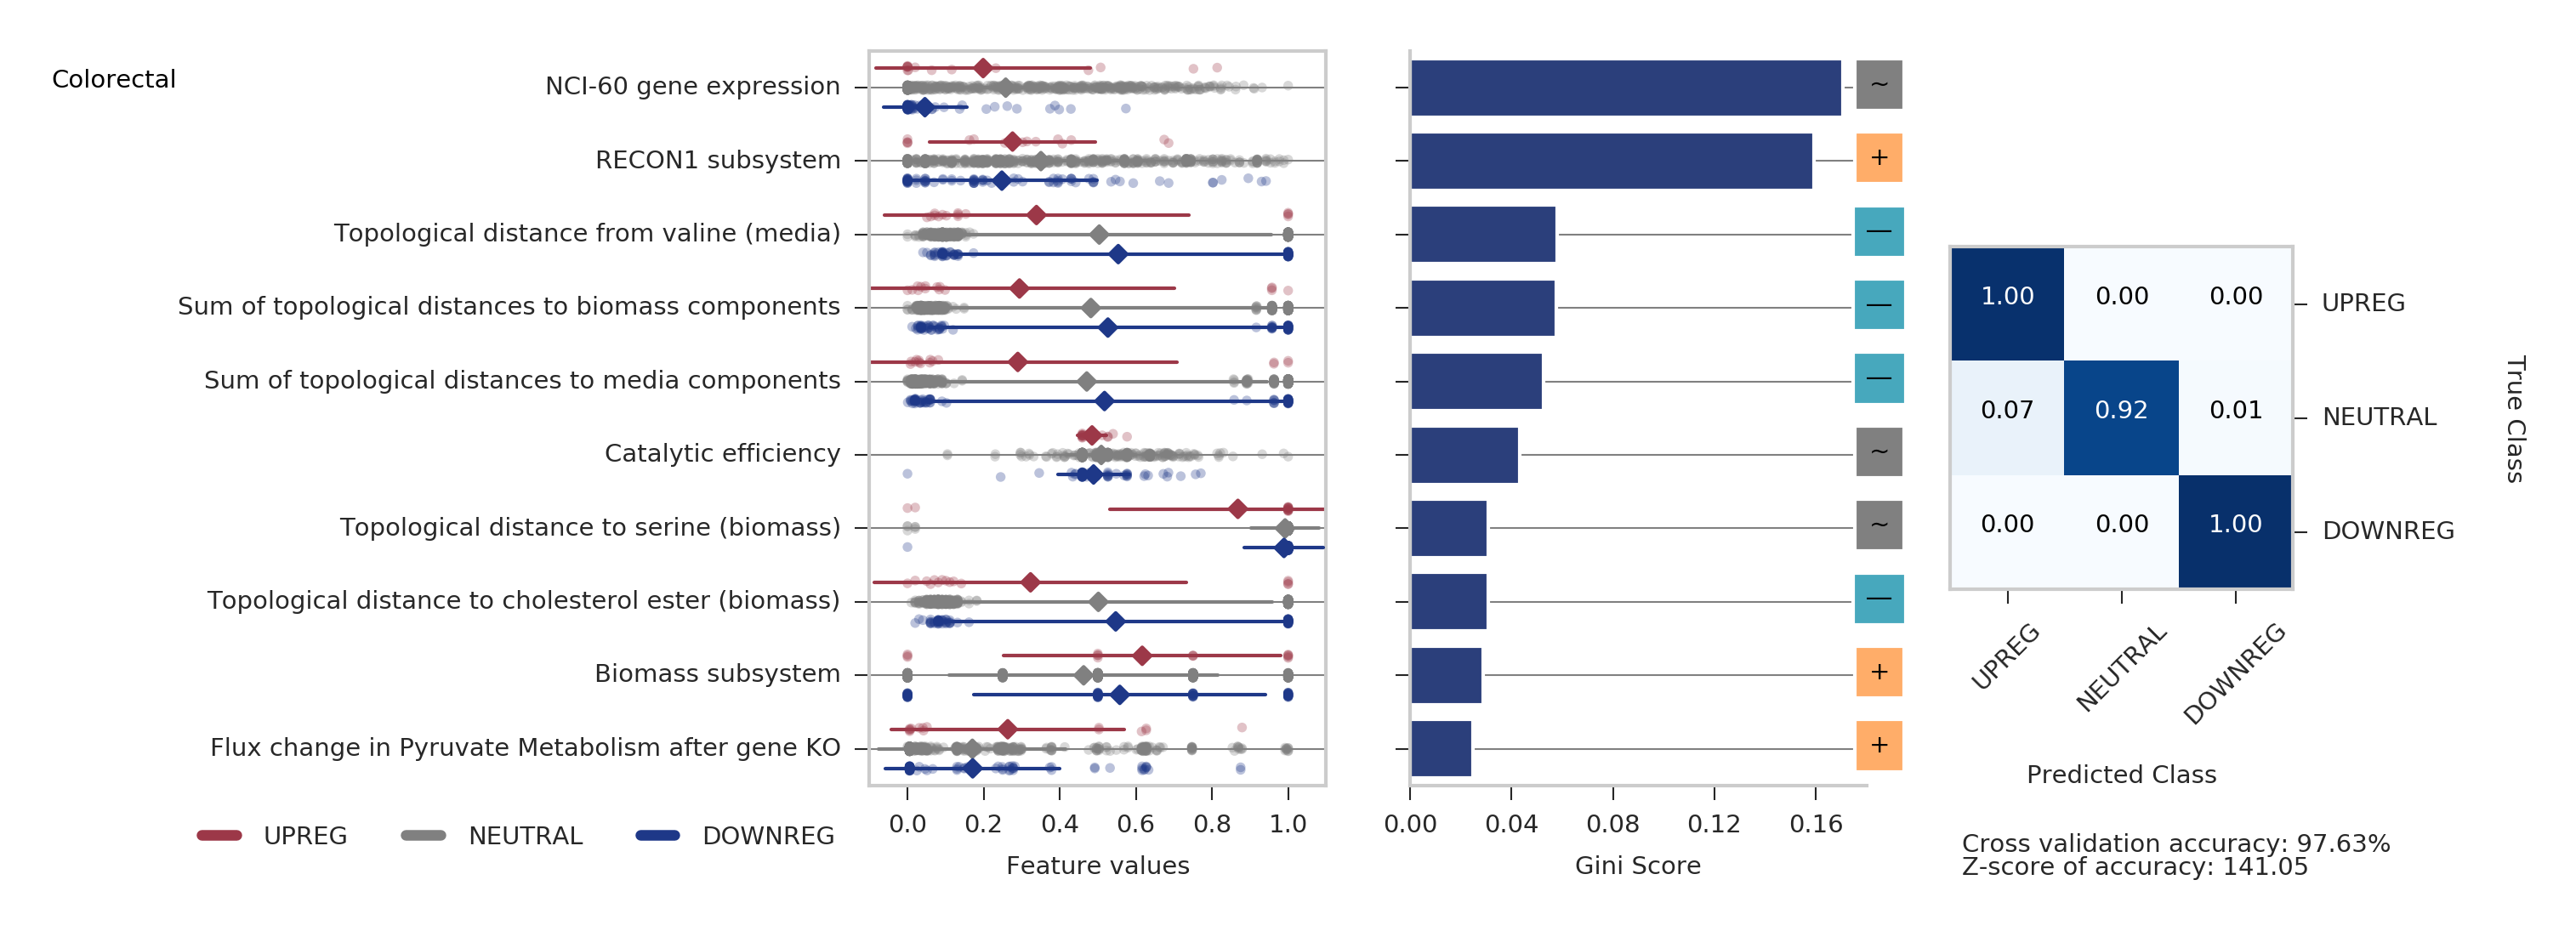 Colorectal
NCI-60 gene expression
RECON1 subsystem
Topological distance from valine (media)
Sum of topological distances to biomass components
Sum of topological distances to media components
Catalytic efficiency
Topological distance to serine (biomass)
Topological distance to cholesterol ester (biomass)
Biomass subsystem
Flux change in Pyruvate Metabolism after gene KO
UPREG NEUTRAL DOWNREG
0.0 0.2 0.4 0.6 0.8 1.0
Feature values
~
+
—
—
—
~
~
—
+
+
0.00 0.04 0.08 0.12 0.16
Gini Score
1.00 0.00 0.00 UPREG
0.07 0.92 0.01 NEUTRAL
0.00 0.00 1.00 DOWNREG
True Class
UPREG NEUTRAL DOWNREG
Predicted Class
Cross validation accuracy: 97.63%
Z-score of accuracy: 141.05